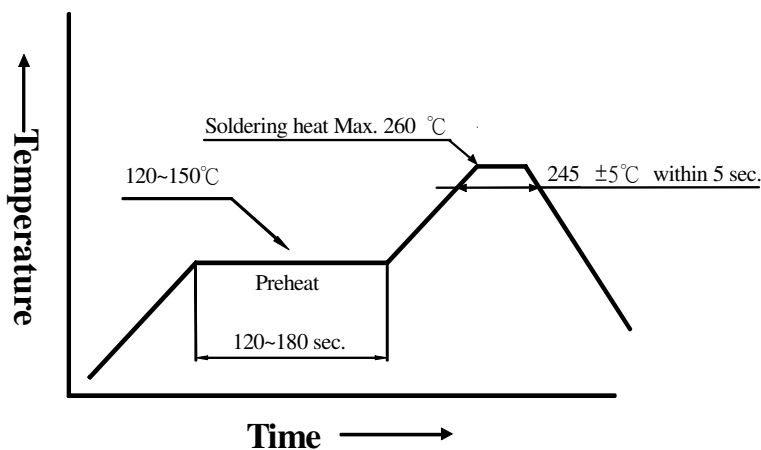 Soldering heat Max. 260 ℃
245 ±5℃ within 5 sec.
120~150℃
Preheat
120~180 sec.
Temperature
Time